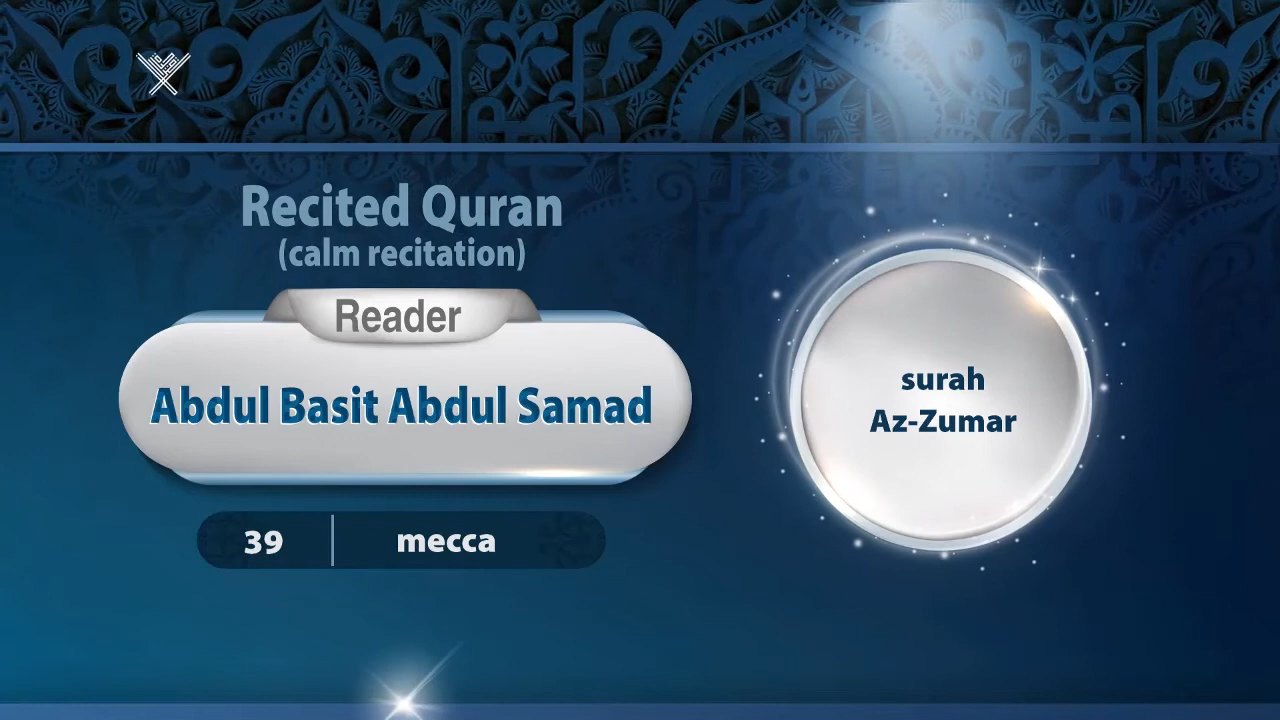 Recited Quran
(calm recitation)
Reader
Abdul Basit Abdul Samad
39
mecca
surah
Az-Zumar